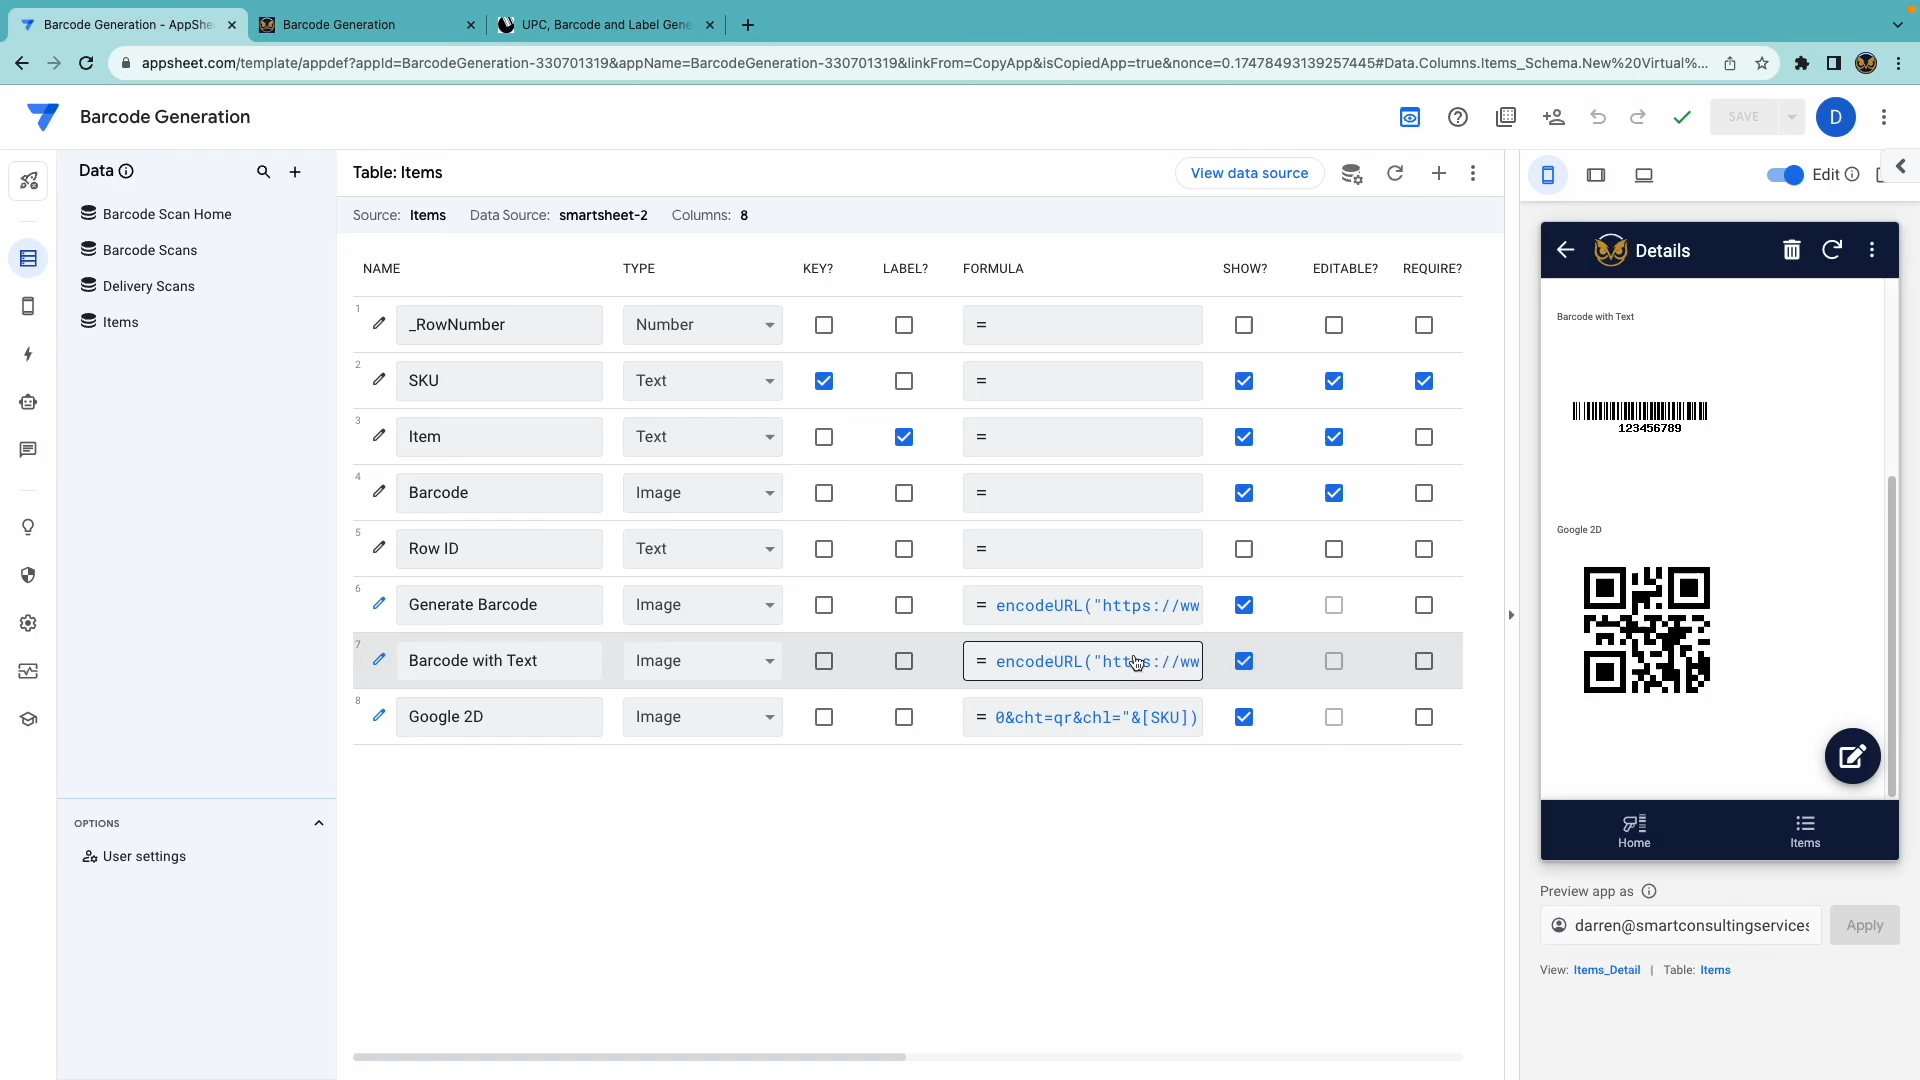 Barcode Generation - AppShe
Barcode Generation
UPC, Barcode and Label Gene
appsheet.com/template/appdef?appId=BarcodeGeneration-330701319&appName=BarcodeGeneration-330701319&linkFrom=CopyApp&isCopiedApp=true&nonce=0.17478493139257445#Data.Columns.Items_Schema.New%20Virtual%...
Barcode Generation
SAVE
D
Data
Barcode Scan Home
Barcode Scans
Delivery Scans
Items
OPTIONS
User settings
Table: Items
View data source
Source: Items Data Source: smartsheet-2 Columns: 8
NAME TYPE KEY? LABEL? FORMULA SHOW? EDITABLE? REQUIRE?
1 _RowNumber Number =
2 SKU Text =
3 Item Text =
4 Barcode Image =
5 Row ID Text =
6 Generate Barcode Image = encodeURL("https://ww
7 Barcode with Text Image = encodeURL("https://ww
8 Google 2D Image = 0&cht=qr&chl="&[SKU])
Edit
Details
Barcode with Text
123456789
Google 2D
Home
Items
Preview app as
darren@smartconsultingservices
Apply
View: Items_Detail | Table: Items